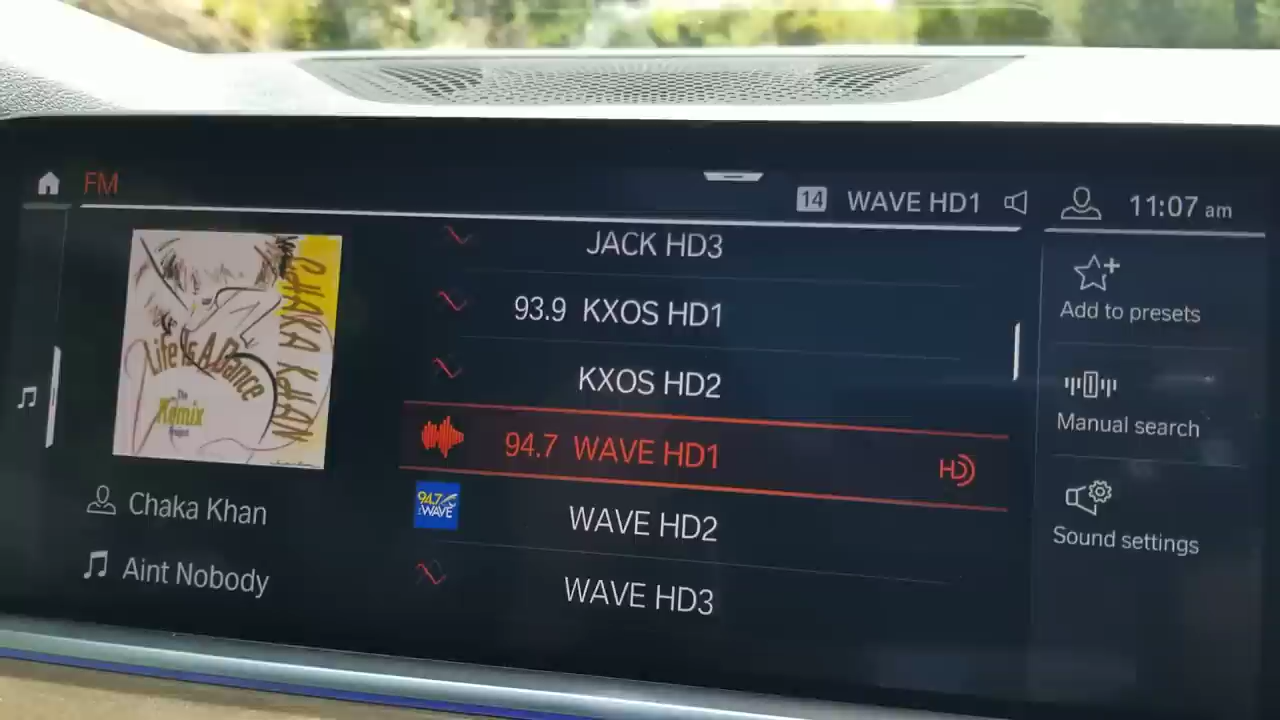 FM
14 WAVE HD1
11:07 am
JACK HD3
93.9 KXOS HD1
KXOS HD2
94.7 WAVE HD1 HD
94.7 WAVE
WAVE HD2
WAVE HD3
CHAKA KHAN
Life Is A Dance
The
Remix
Project
Chaka Khan
Aint Nobody
Add to presets
Manual search
Sound settings